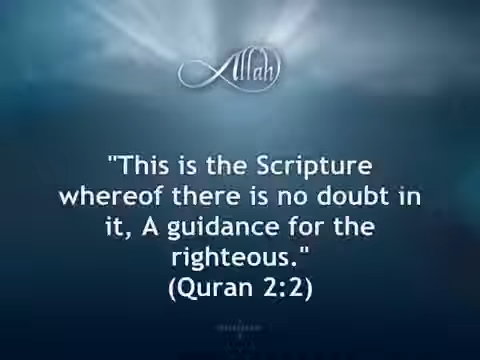 Allah
"This is the Scripture
whereof there is no doubt in
it, A guidance for the
righteous."
(Quran 2:2)